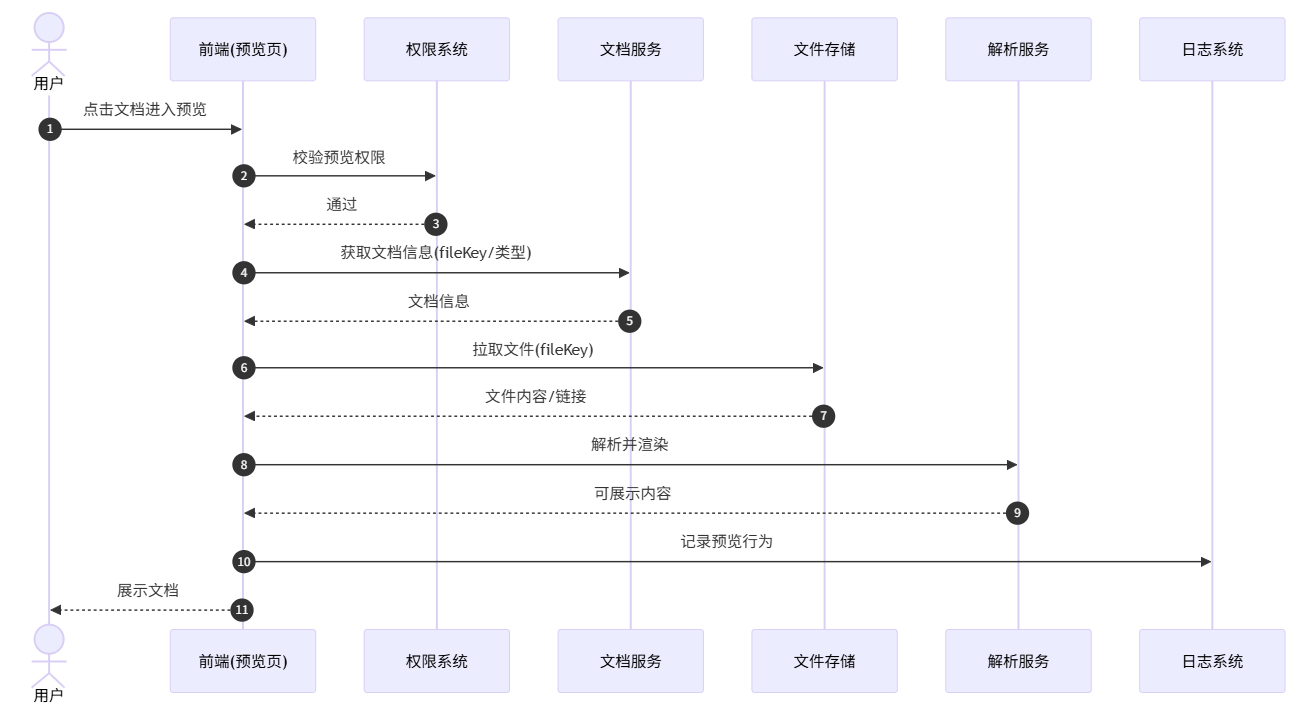 用户
前端(预览页)
权限系统
文档服务
文件存储
解析服务
日志系统
点击文档进入预览
1
校验预览权限
2
通过
3
获取文档信息(fileKey/类型)
4
文档信息
5
拉取文件(fileKey)
6
文件内容/链接
7
解析并渲染
8
可展示内容
9
记录预览行为
10
展示文档
11
用户
前端(预览页)
权限系统
文档服务
文件存储
解析服务
日志系统